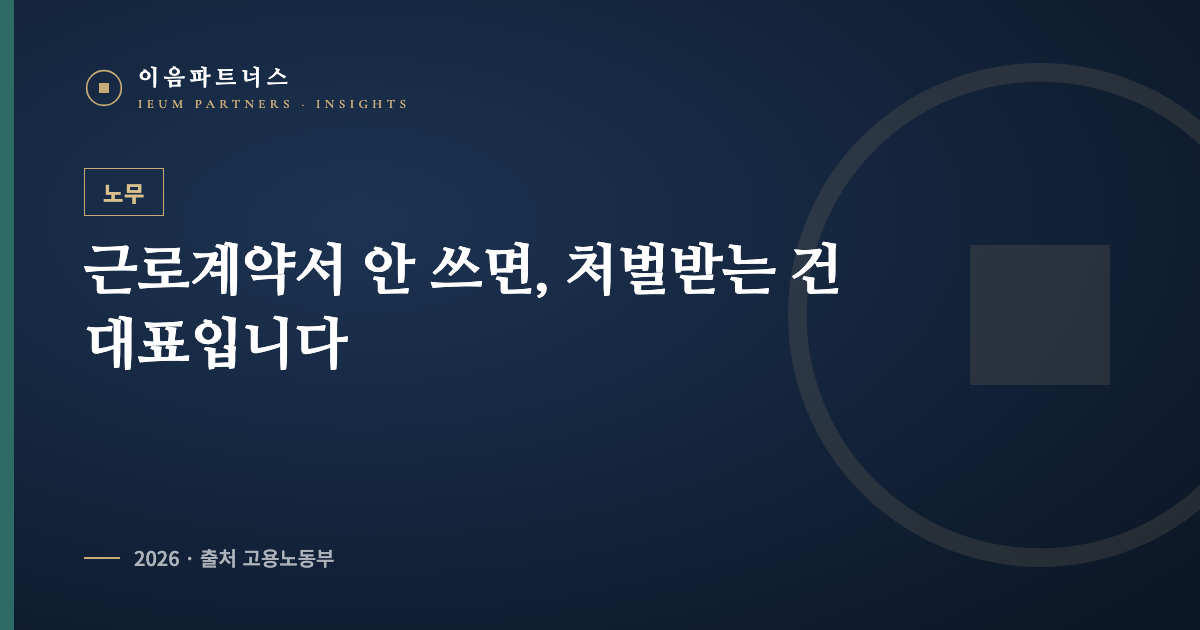 이음파트너스
IEUM PARTNERS · INSIGHTS
노무
근로계약서 안 쓰면, 처벌받는 건
대표입니다
2026 · 출처 고용노동부